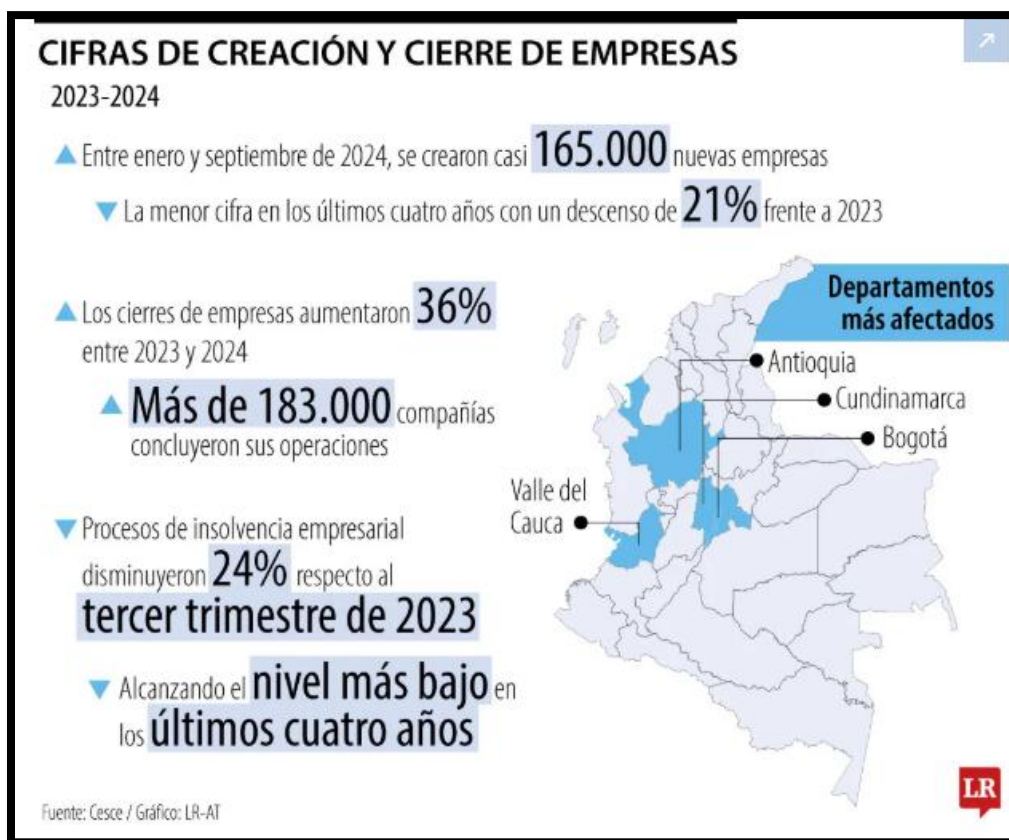 CIFRAS DE CREACIÓN Y CIERRE DE EMPRESAS
2023-2024
Entre enero y septiembre de 2024, se crearon casi 165.000 nuevas empresas
La menor cifra en los últimos cuatro años con un descenso de 21% frente a 2023
Los cierres de empresas aumentaron 36%
entre 2023 y 2024
Más de 183.000 compañías
concluyeron sus operaciones
Procesos de insolvencia empresarial
disminuyeron 24% respecto al
tercer trimestre de 2023
Alcanzando el nivel más bajo en
los últimos cuatro años
Departamentos
más afectados
Antioquia
Cundinamarca
Bogotá
Valle del
Cauca
Fuente: Cesce / Gráfico: LR-AT
LR